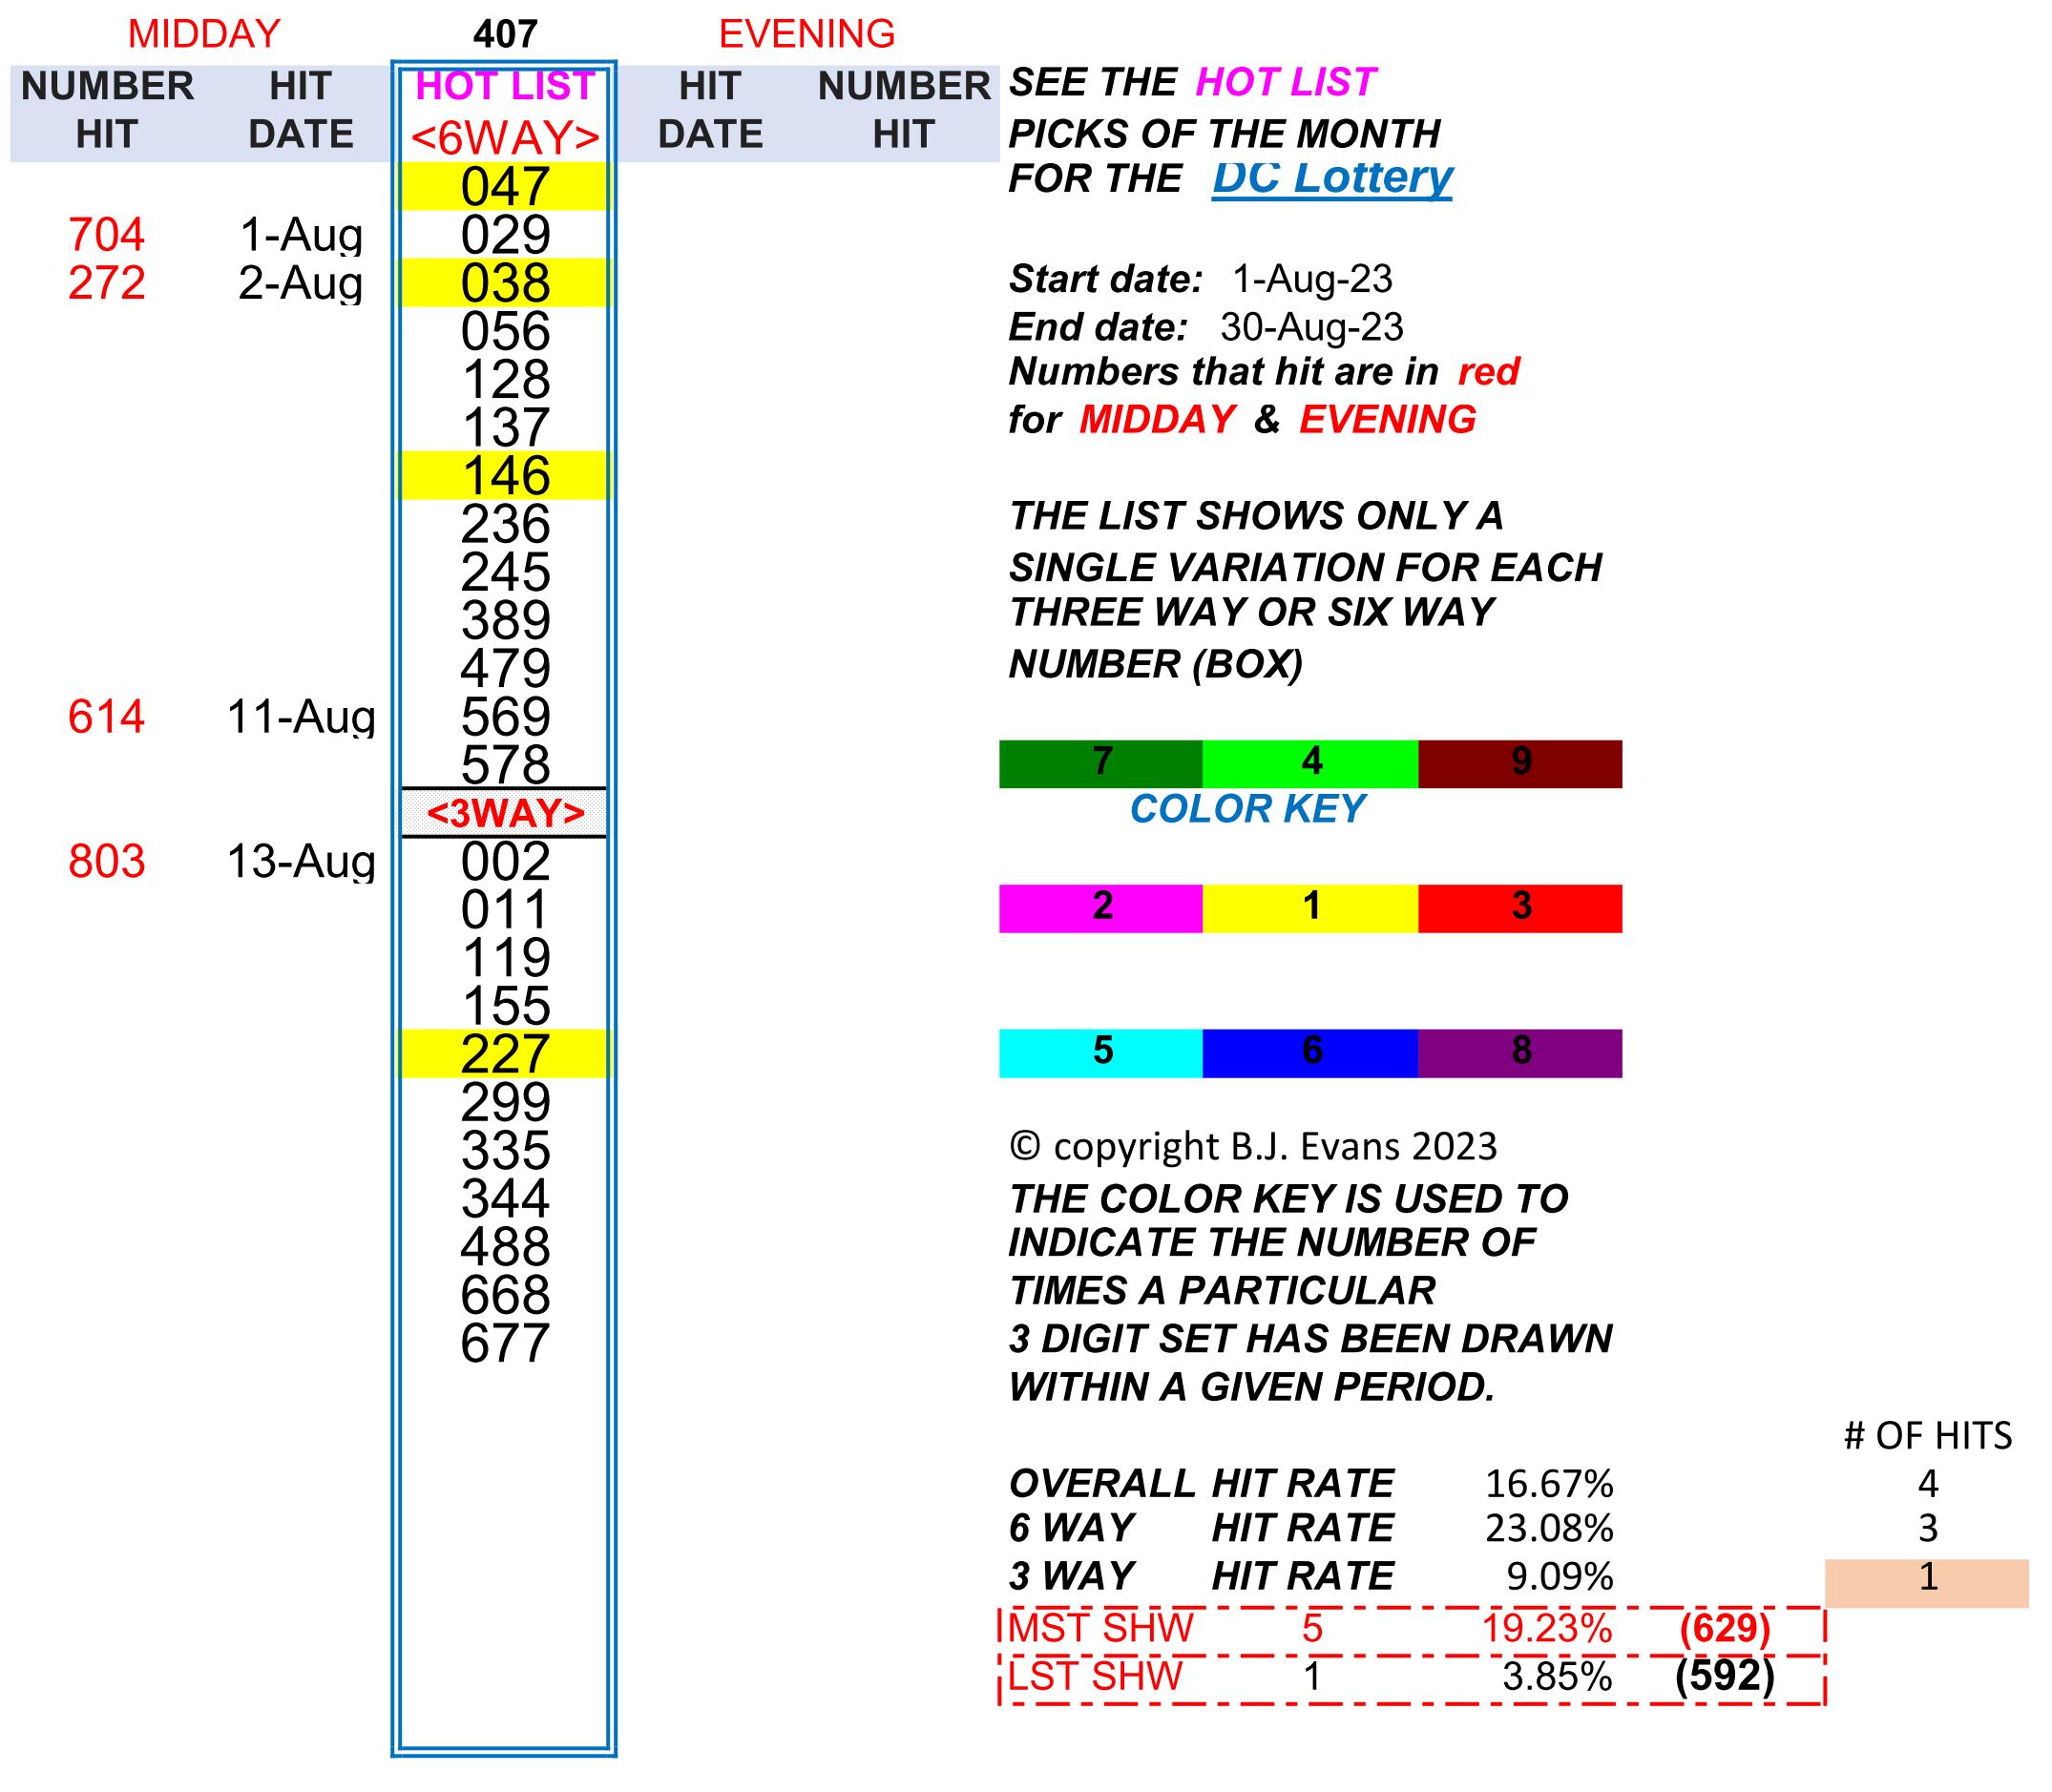 MIDDAY 407 EVENING
NUMBER HIT HOT LIST HIT NUMBER SEE THE HOT LIST
HIT DATE <6WAY> DATE HIT PICKS OF THE MONTH
047 FOR THE DC Lottery
704 1-Aug 029
272 2-Aug 038 Start date: 1-Aug-23
056 End date: 30-Aug-23
128 Numbers that hit are in red
137 for MIDDAY & EVENING
146
236 THE LIST SHOWS ONLY A
245 SINGLE VARIATION FOR EACH
389 THREE WAY OR SIX WAY
479 NUMBER (BOX)
614 11-Aug 569
578 7 4 9
<3WAY> COLOR KEY
803 13-Aug 002
011 2 1 3
119
155
227 5 6 8
299
335 © copyright B.J. Evans 2023
344 THE COLOR KEY IS USED TO
488 INDICATE THE NUMBER OF
668 TIMES A PARTICULAR
677 3 DIGIT SET HAS BEEN DRAWN
WITHIN A GIVEN PERIOD.
# OF HITS
OVERALL HIT RATE 16.67% 4
6 WAY HIT RATE 23.08% 3
3 WAY HIT RATE 9.09% 1
MST SHW 5 19.23% (629)
LST SHW 1 3.85% (592)